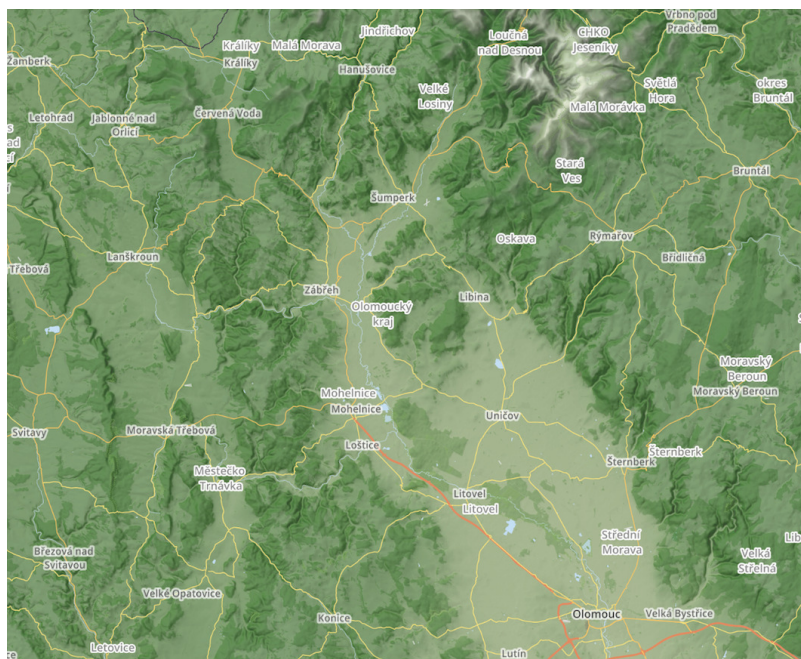 Vrbno pod
Pradědem
Jindřichov
Loučná
nad Desnou
CHKO
Jeseníky
Králíky
Malá Morava
Žamberk
Králíky
Hanušovice
Velké
Losiny
Světlá
Hora
okres
Bruntál
Malá Morávka
Letohrad
Jablonné nad
Orlicí
Červená Voda
Stará
Ves
Bruntál
Šumperk
Oskava
Rýmařov
Lanškroun
Břidličná
Třebová
Zábřeh
Libina
Olomoucký
kraj
Moravský
Beroun
Moravský Beroun
Mohelnice
Mohelnice
Uničov
Svitavy
Moravská Třebová
Loštice
Šternberk
Šternberk
Městečko
Trnávka
Litovel
Litovel
Střední
Morava
Březová nad
Svitavou
Velká
Střelná
Velké Opatovice
Konice
Olomouc
Velká Bystřice
Letovice
Lutín